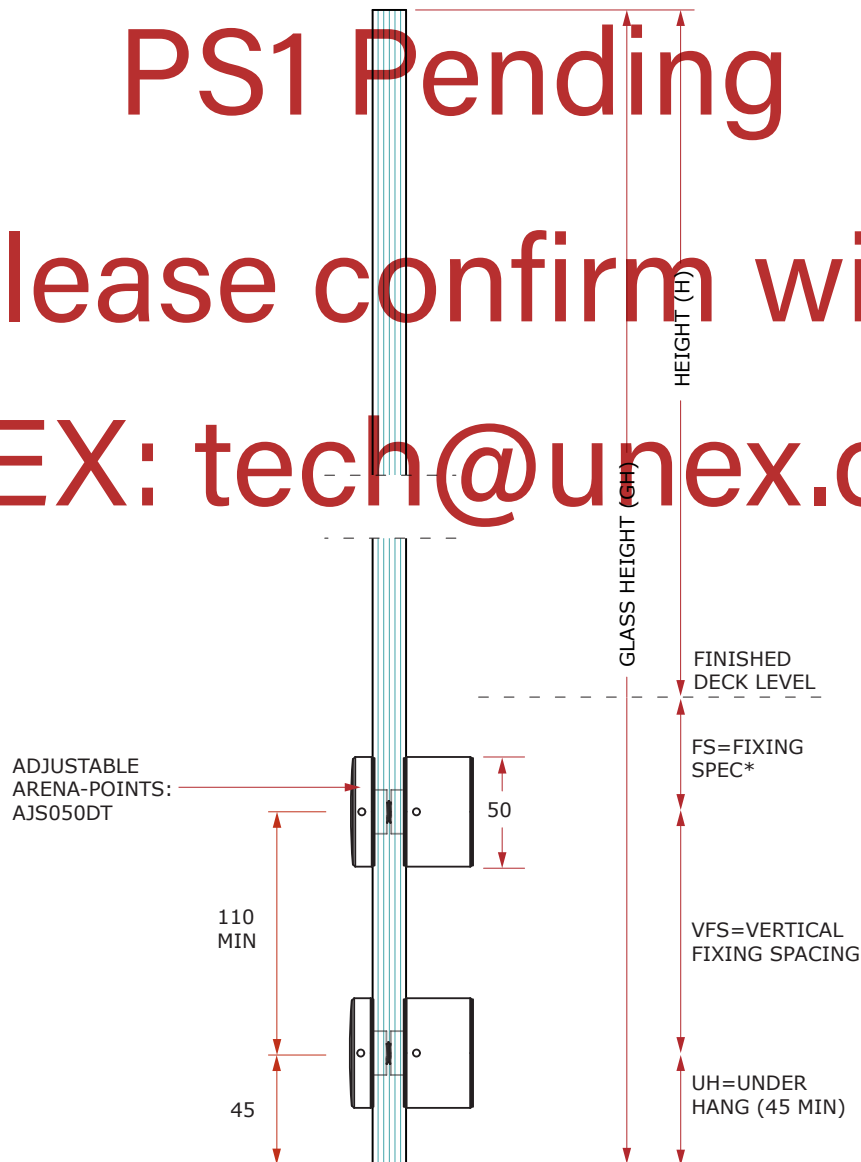 PS1 Pending
lease confirm wi
EX: tech@unex.c
HEIGHT (H)
GLASS HEIGHT (GH)
FINISHED
DECK LEVEL
FS=FIXING
SPEC*
ADJUSTABLE
ARENA-POINTS:
AJS050DT
50
110
MIN
VFS=VERTICAL
FIXING SPACING
45
UH=UNDER
HANG (45 MIN)